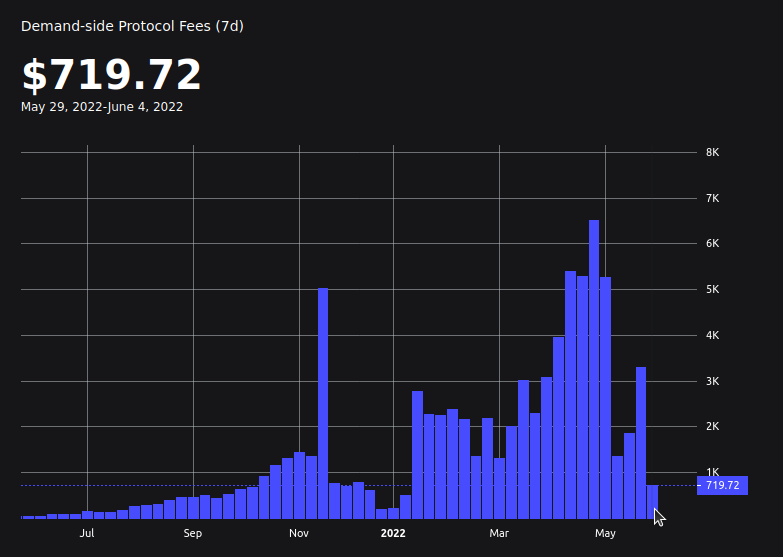 Demand-side Protocol Fees (7d)
$719.72
May 29, 2022-June 4, 2022
8K
7K
6K
5K
4K
3K
2K
1K
719.72
Jul Sep Nov 2022 Mar May